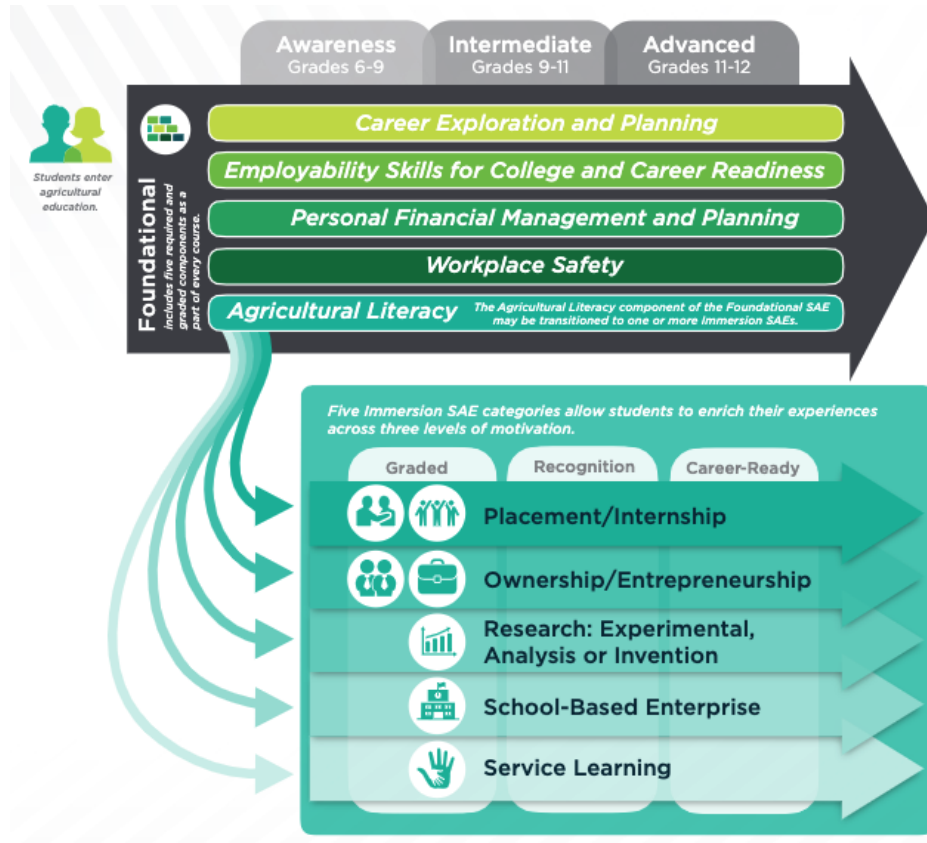 Awareness
Grades 6-9
Intermediate
Grades 9-11
Advanced
Grades 11-12
Students enter
agricultural
education.
Foundational
includes five required and
graded components as a
part of every course.
Career Exploration and Planning
Employability Skills for College and Career Readiness
Personal Financial Management and Planning
Workplace Safety
Agricultural Literacy
The Agricultural Literacy component of the Foundational SAE
may be transitioned to one or more Immersion SAEs.
Five Immersion SAE categories allow students to enrich their experiences
across three levels of motivation.
Graded
Recognition
Career-Ready
Placement/Internship
Ownership/Entrepreneurship
Research: Experimental,
Analysis or Invention
School-Based Enterprise
Service Learning